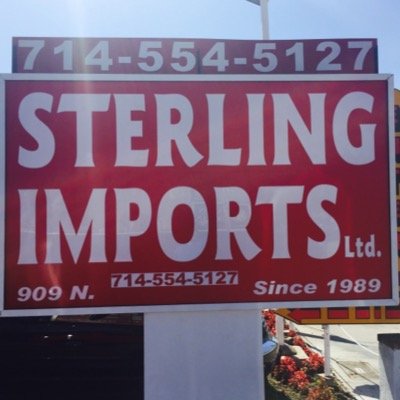 714-554-5127
STERLING
IMPORTS Ltd.
714-554-5127
909 N. Since 1989